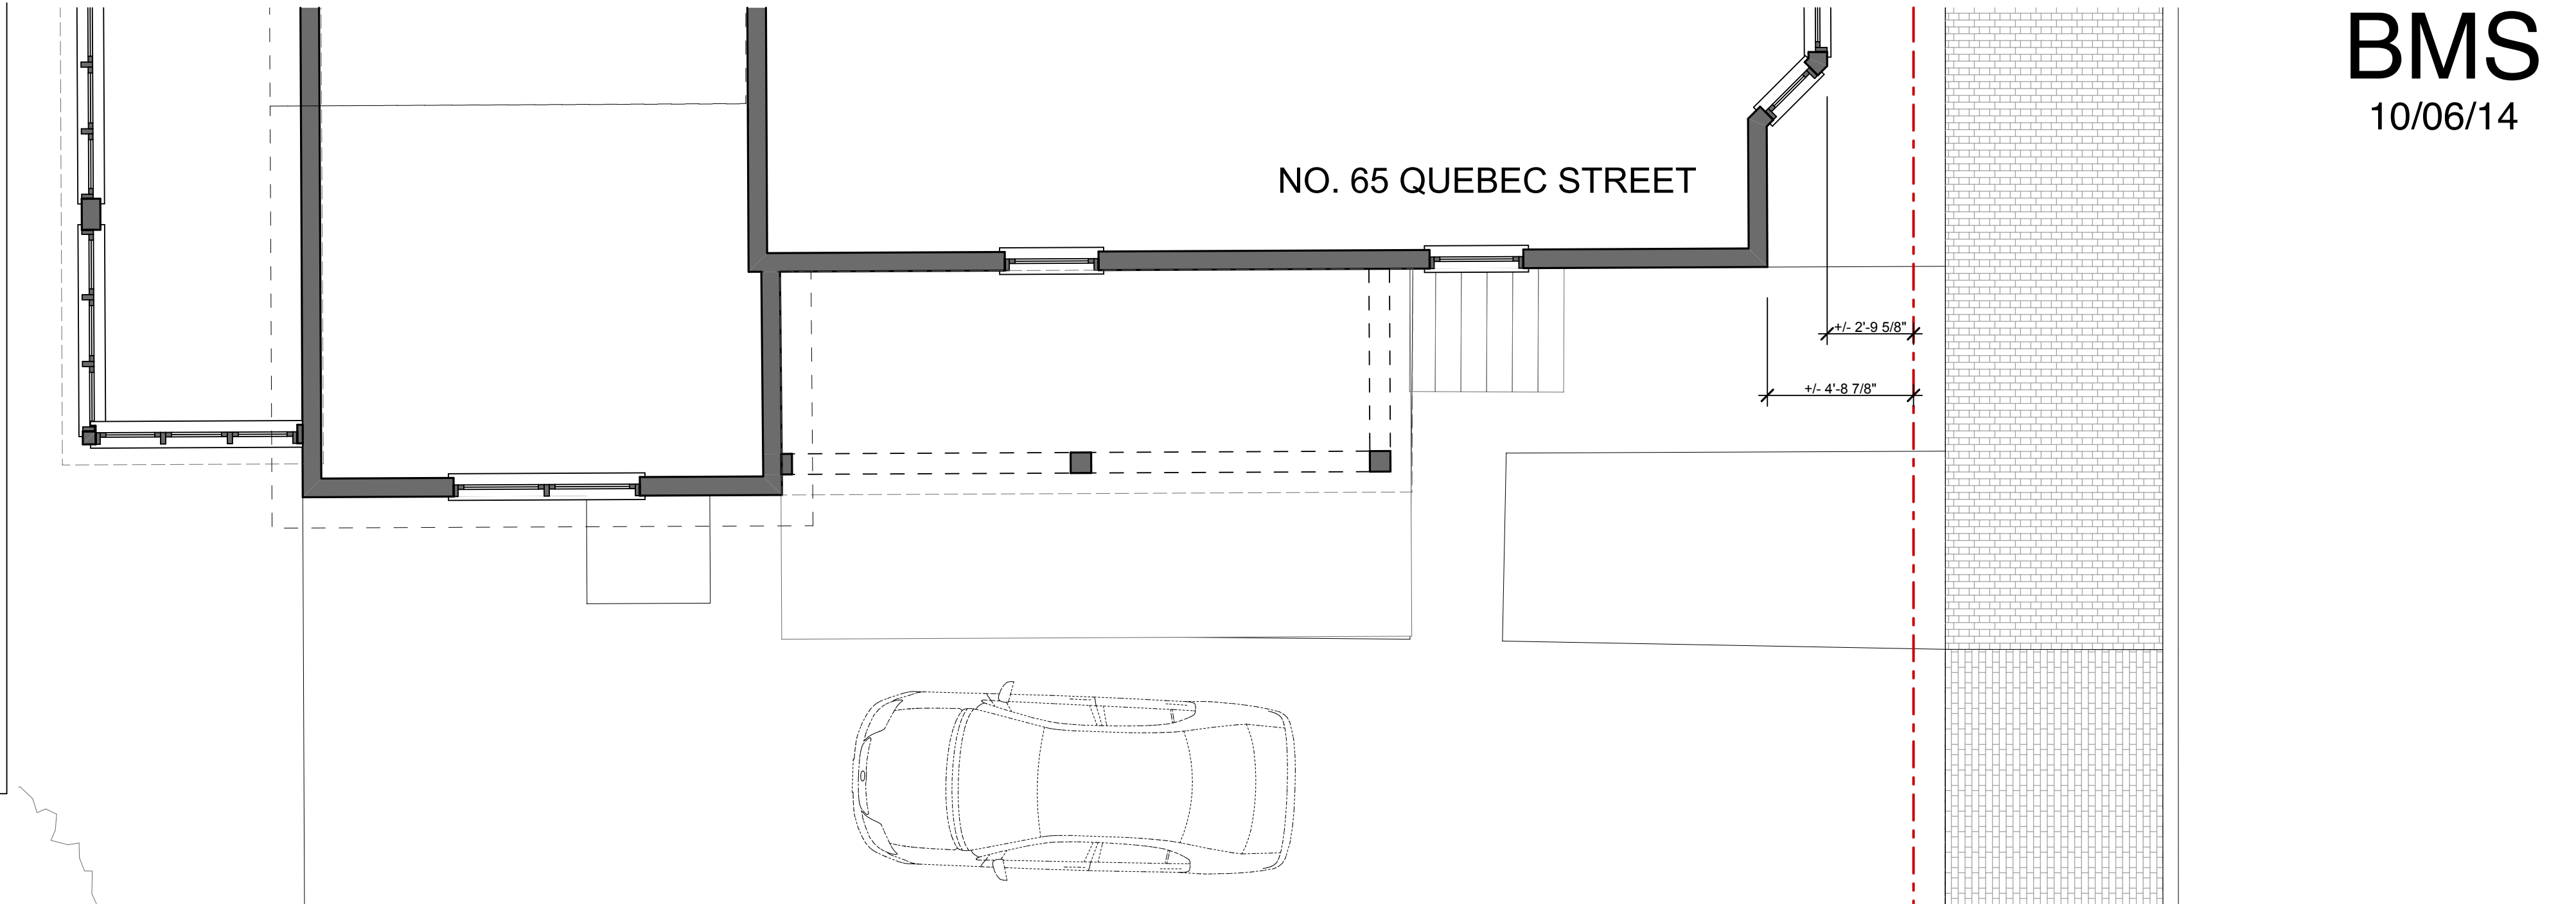 BMS
10/06/14
NO. 65 QUEBEC STREET
+/- 2'-9 5/8"
+/- 4'-8 7/8"